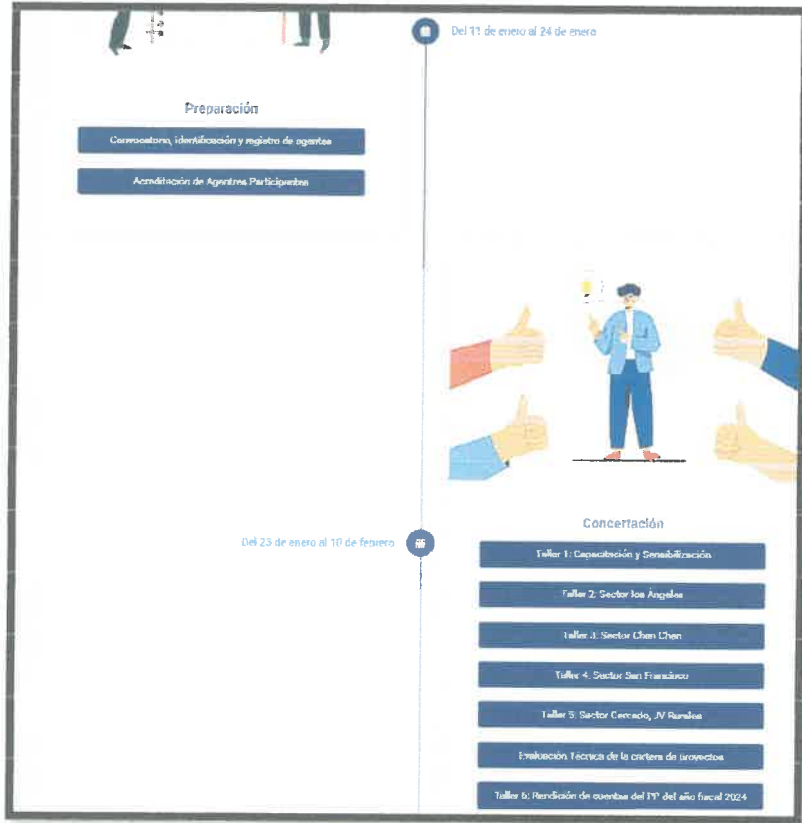 Del 11 de enero al 24 de enero
Preparación
Convocatoria, identificación y registro de agentes
Acreditación de Agentres Participantes
Concertación
Del 23 de enero al 10 de febrero
Taller 1: Capacitación y Sensibilización
Taller 2: Sector los Ángeles
Taller 3: Sector Chen Chen
Taller 4: Sector San Francisco
Taller 5: Sector Cercado, JV Rurales
Evaluación Técnica de la cartera de proyectos
Taller 6: Rendición de cuentas del PP del año fiscal 2024